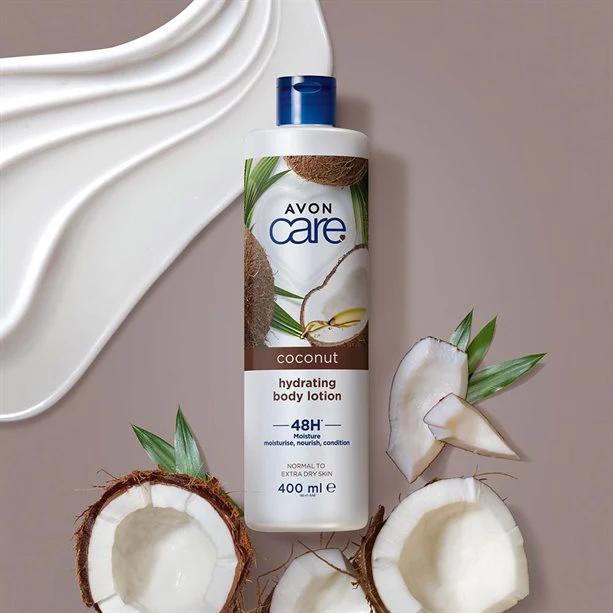 AVON
care
coconut
hydrating
body lotion
48H*
Moisture
moisturise, nourish, condition
NORMAL TO
EXTRA DRY SKIN
400 ml e